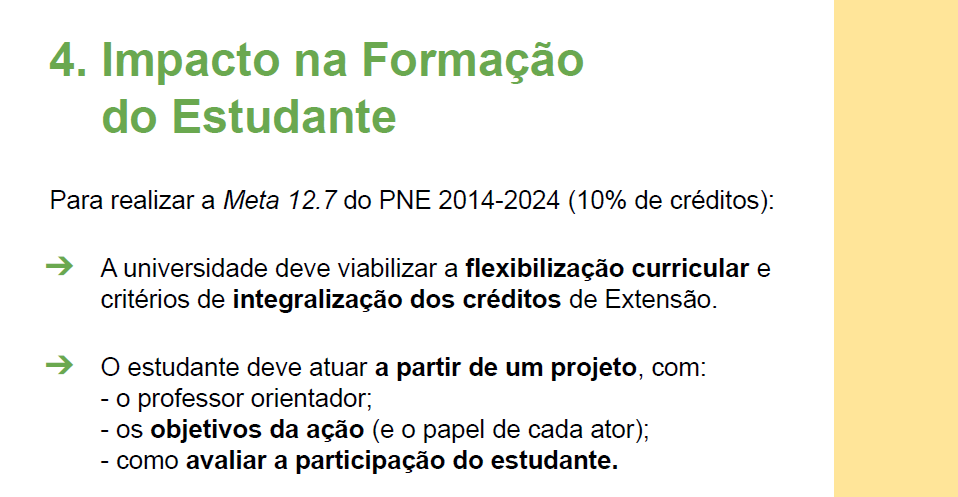 4. Impacto na Formação
do Estudante
Para realizar a Meta 12.7 do PNE 2014-2024 (10% de créditos):
➔ A universidade deve viabilizar a flexibilização curricular e
critérios de integralização dos créditos de Extensão.
➔ O estudante deve atuar a partir de um projeto, com:
- o professor orientador;
- os objetivos da ação (e o papel de cada ator);
- como avaliar a participação do estudante.